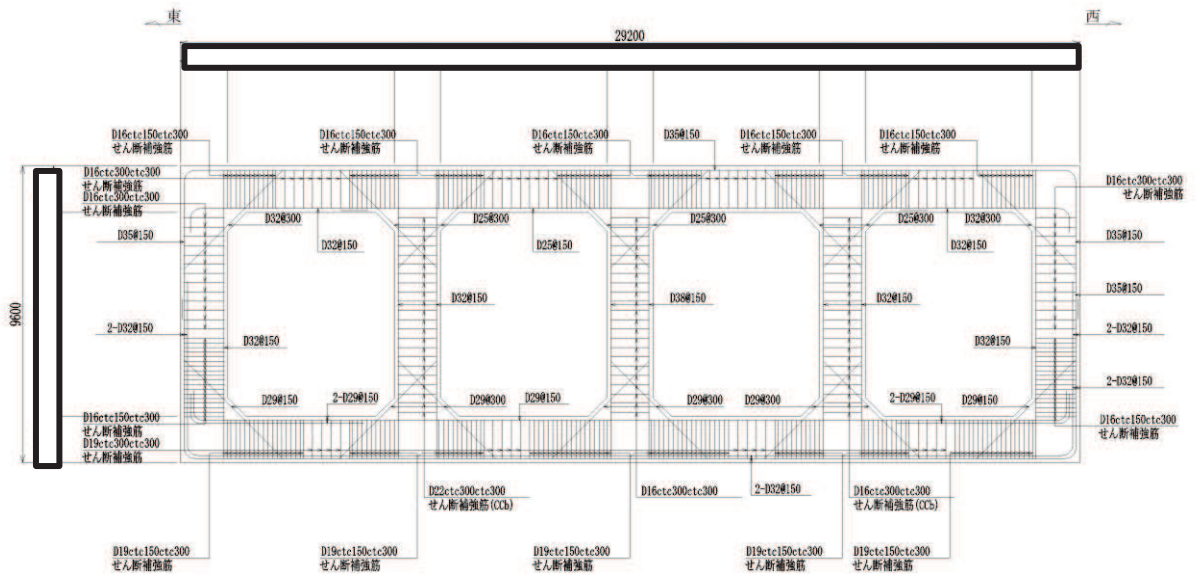 東
西
29200
D16ctc150ctc300
せん断補強筋
D16ctc150ctc300
せん断補強筋
D16ctc150ctc300
せん断補強筋
D35@150
D16ctc150ctc300
せん断補強筋
D16ctc150ctc300
せん断補強筋
D16ctc300ctc300
せん断補強筋
D16ctc300ctc300
せん断補強筋
D16ctc300ctc300
せん断補強筋
D32@300
D25@300
D25@300
D25@300
D32@300
D35@150
D32@150
D25@150
D32@150
D35@150
9600
D32@150
D38@150
D32@150
D35@150
2-D32@150
D32@150
D32@150
2-D32@150
2-D32@150
D29@150
2-D29@150
D29@300
D29@150
D29@300
D29@300
2-D29@150
D29@150
D16ctc150ctc300
せん断補強筋
D19ctc300ctc300
せん断補強筋
D16ctc150ctc300
せん断補強筋
D22ctc300ctc300
せん断補強筋(CCb)
D16ctc300ctc300
2-D32@150
D16ctc300ctc300
せん断補強筋(CCb)
D19ctc150ctc300
せん断補強筋
D19ctc150ctc300
せん断補強筋
D19ctc150ctc300
せん断補強筋
D19ctc150ctc300
せん断補強筋
D19ctc150ctc300
せん断補強筋